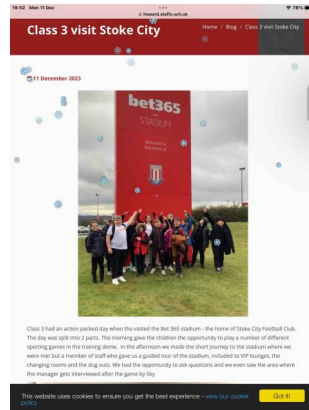 10:52 Mon 11 Dec
78%
howard.staffs.sch.uk
Class 3 visit Stoke City
Home / Blog / Class 3 visit Stoke City
11 December 2023
bet365
STADIUM
Welcome to
the home of
Class 3 had an action packed day when the visited the Bet 365 stadium - the home of Stoke City Football Club.
The day was split into 2 parts. The morning gave the children the opportunity to play a number of different
sporting games in the training dome. In the afternoon we made the short journey to the stadium where we
were met but a member of staff who gave us a guided tour of the stadium, included to VIP lounges, the
changing rooms and the dug outs. We had the opportunity to ask questions and we even saw the area where
the manager gets interviewed after the game by Sky
This website uses cookies to ensure you get the best experience - view our cookie
policy
Got it!